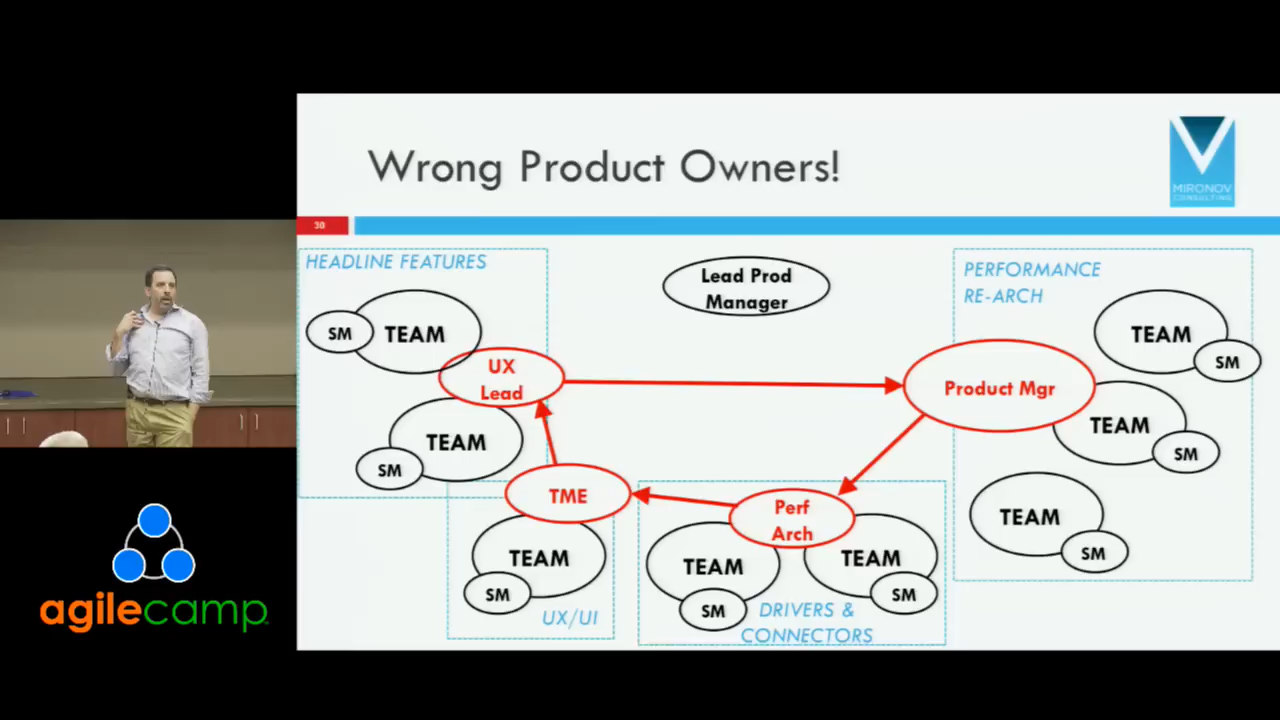 Wrong Product Owners!
MIRONOV
CONSULTING
30
HEADLINE FEATURES
Lead Prod
Manager
PERFORMANCE
RE-ARCH
SM
TEAM
TEAM
SM
UX
Lead
Product Mgr
TEAM
SM
TEAM
SM
TME
Perf
Arch
TEAM
SM
TEAM
SM
UX/UI
TEAM
SM
TEAM
SM
DRIVERS &
CONNECTORS
agilecamp